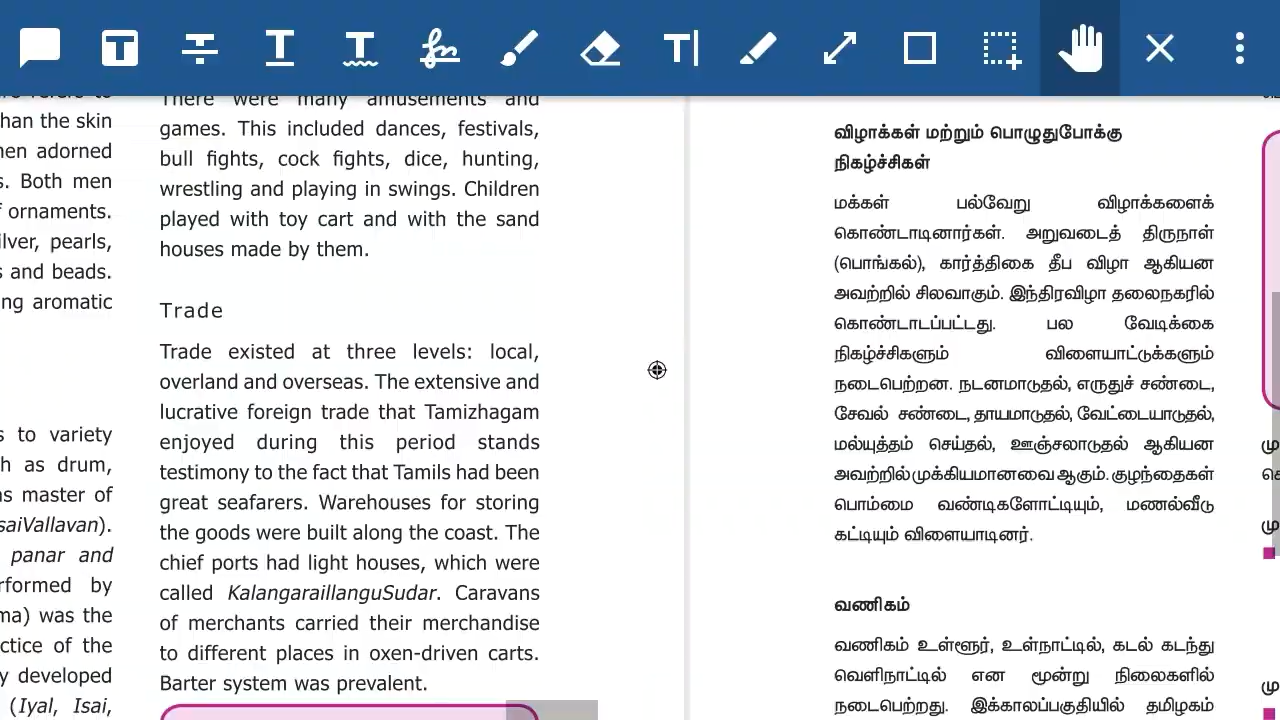 than the skin
men adorned
s. Both men
f ornaments.
ilver, pearls,
s and beads.
ng aromatic
s to variety
h as drum,
as master of
saiVallavan).
panar and
rformed by
ma) was the
ctice of the
y developed
(Iyal, Isai,
There were many amusements and
games. This included dances, festivals,
bull fights, cock fights, dice, hunting,
wrestling and playing in swings. Children
played with toy cart and with the sand
houses made by them.
Trade
Trade existed at three levels: local,
overland and overseas. The extensive and
lucrative foreign trade that Tamizhagam
enjoyed during this period stands
testimony to the fact that Tamils had been
great seafarers. Warehouses for storing
the goods were built along the coast. The
chief ports had light houses, which were
called KalangaraillanguSudar. Caravans
of merchants carried their merchandise
to different places in oxen-driven carts.
Barter system was prevalent.
விழாக்கள் மற்றும் பொழுதுபோக்கு
நிகழ்ச்சிகள்
மக்கள் பல்வேறு விழாக்களைக்
கொண்டாடினார்கள். அறுவடைத் திருநாள்
(பொங்கல்), கார்த்திகை தீப விழா ஆகியன
அவற்றில் சிலவாகும். இந்திரவிழா தலைநகரில்
கொண்டாடப்பட்டது. பல வேடிக்கை
நிகழ்ச்சிகளும் விளையாட்டுக்களும்
நடைபெற்றன. நடனமாடுதல், எருதுச் சண்டை,
சேவல் சண்டை, தாயமாடுதல், வேட்டையாடுதல்,
மல்யுத்தம் செய்தல், ஊஞ்சலாடுதல் ஆகியன
அவற்றில் முக்கியமானவை ஆகும். குழந்தைகள்
பொம்மை வண்டிகளோட்டியும், மணல்வீடு
கட்டியும் விளையாடினர்.
வணிகம்
வணிகம் உள்ளூர், உள்நாட்டில், கடல் கடந்து
வெளிநாட்டில் என மூன்று நிலைகளில்
நடைபெற்றது. இக்காலப்பகுதியில் தமிழகம்